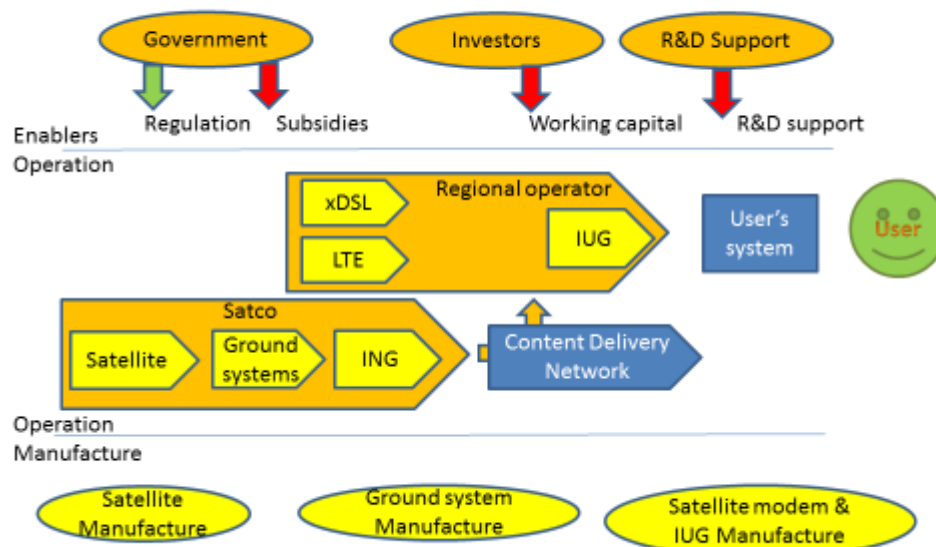 Government
Investors
R&D Support
Regulation
Subsidies
Working capital
R&D support
Enablers
Operation
Regional operator
xDSL
LTE
IUG
User's
system
User
Satco
Satellite
Ground
systems
ING
Content Delivery
Network
Operation
Manufacture
Satellite
Manufacture
Ground system
Manufacture
Satellite modem &
IUG Manufacture